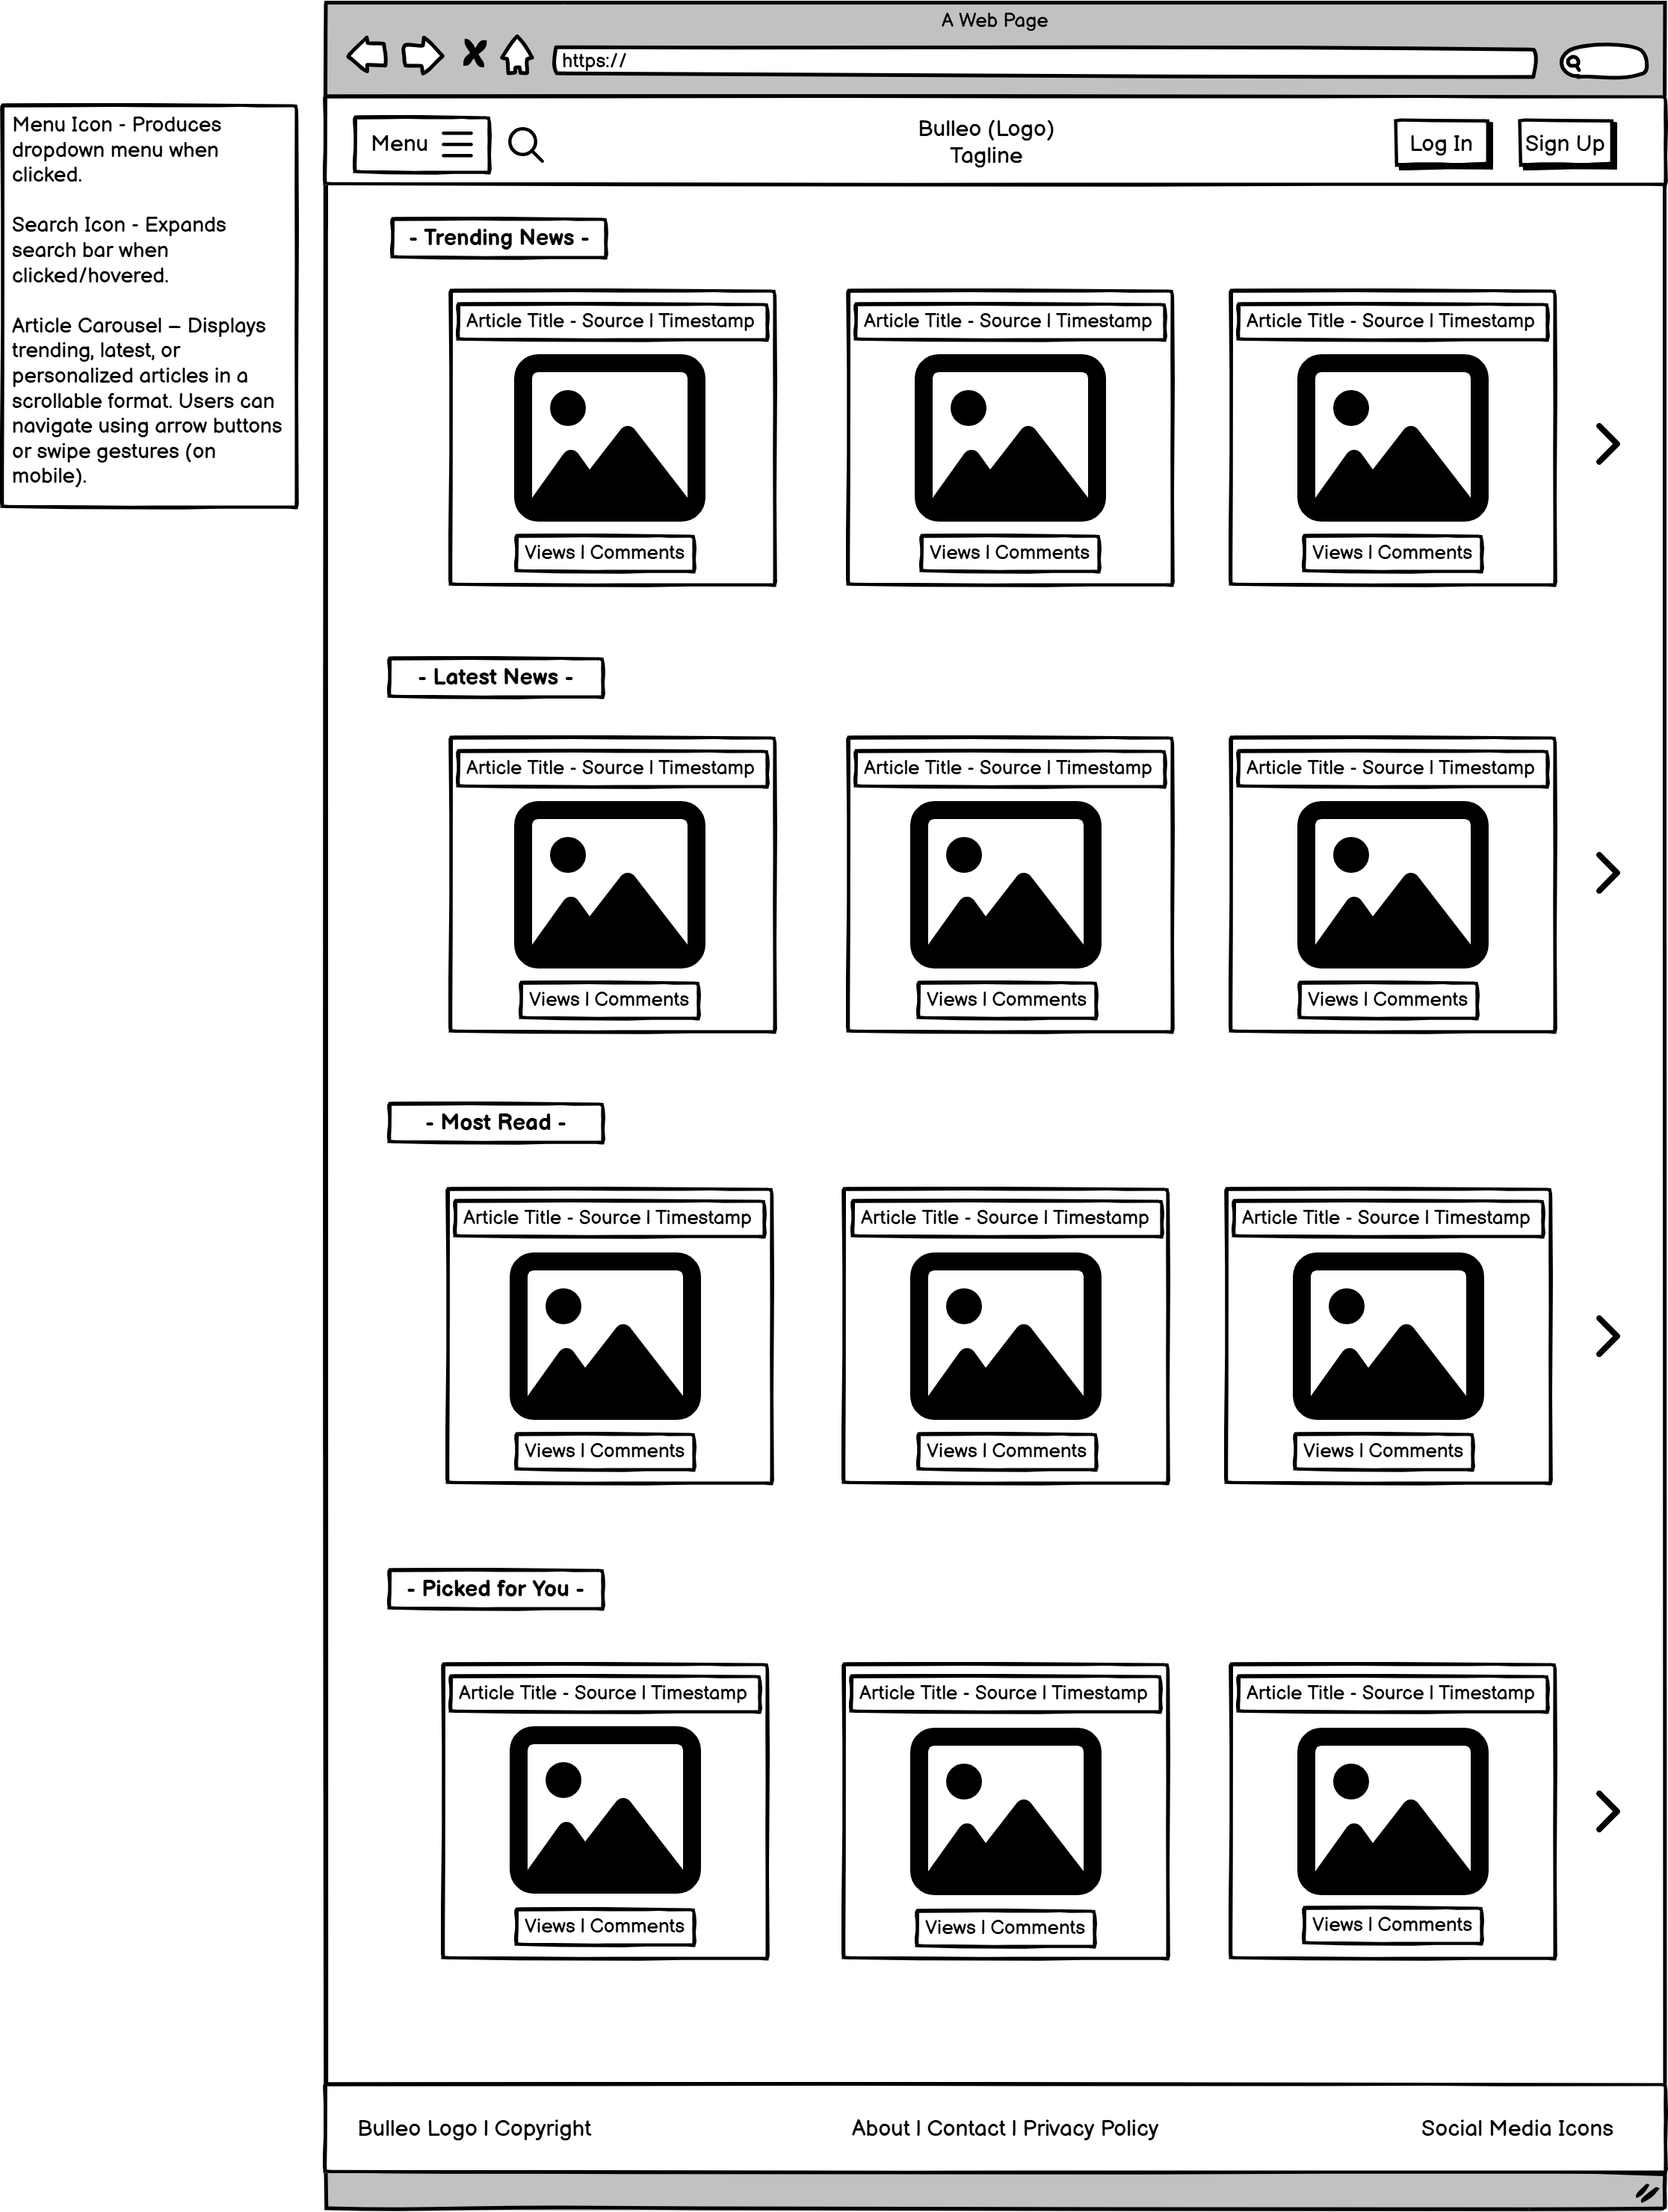 A Web Page
https://
Menu Icon - Produces
dropdown menu when
clicked.
Search Icon - Expands
search bar when
clicked/hovered.
Article Carousel – Displays
trending, latest, or
personalized articles in a
scrollable format. Users can
navigate using arrow buttons
or swipe gestures (on
mobile).
Menu
Bulleo (Logo)
Tagline
Log In
Sign Up
- Trending News -
Article Title - Source | Timestamp
Article Title - Source | Timestamp
Article Title - Source | Timestamp
Views | Comments
Views | Comments
Views | Comments
- Latest News -
Article Title - Source | Timestamp
Article Title - Source | Timestamp
Article Title - Source | Timestamp
Views | Comments
Views | Comments
Views | Comments
- Most Read -
Article Title - Source | Timestamp
Article Title - Source | Timestamp
Article Title - Source | Timestamp
Views | Comments
Views | Comments
Views | Comments
- Picked for You -
Article Title - Source | Timestamp
Article Title - Source | Timestamp
Article Title - Source | Timestamp
Views | Comments
Views | Comments
Views | Comments
Bulleo Logo | Copyright
About | Contact | Privacy Policy
Social Media Icons